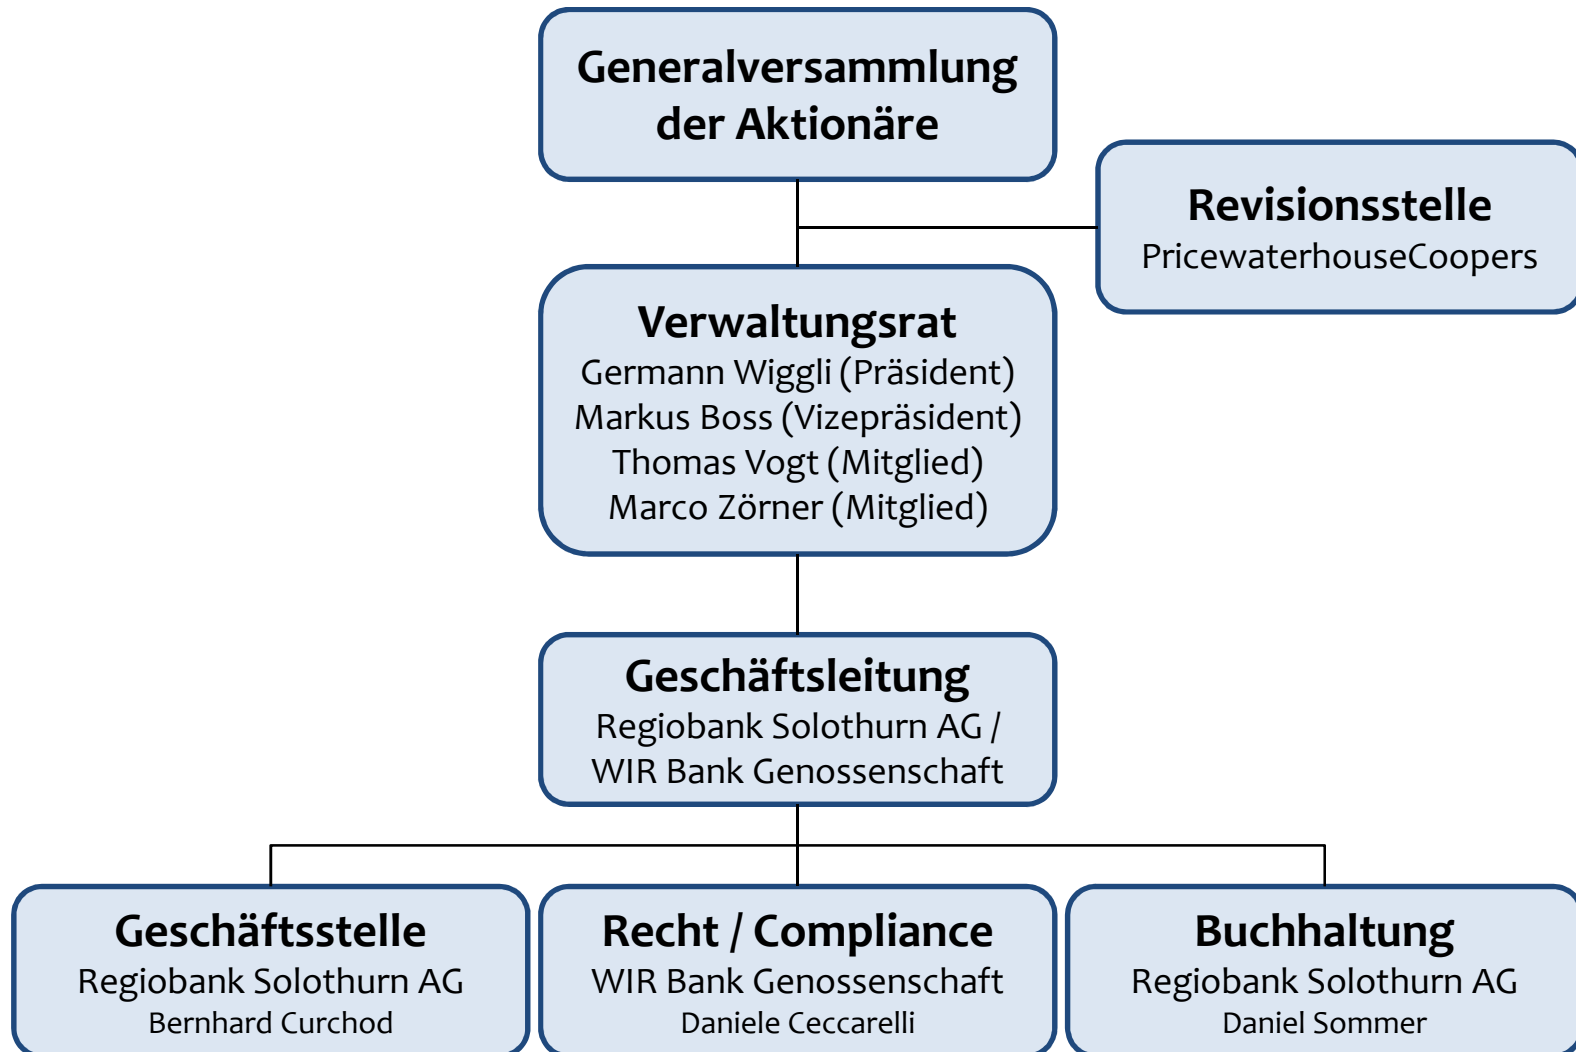 Generalversammlung
der Aktionäre
Revisionsstelle
PricewaterhouseCoopers
Verwaltungsrat
Germann Wiggli (Präsident)
Markus Boss (Vizepräsident)
Thomas Vogt (Mitglied)
Marco Zörner (Mitglied)
Geschäftsleitung
Regiobank Solothurn AG /
WIR Bank Genossenschaft
Geschäftsstelle
Regiobank Solothurn AG
Bernhard Curchod
Recht / Compliance
WIR Bank Genossenschaft
Daniele Ceccarelli
Buchhaltung
Regiobank Solothurn AG
Daniel Sommer